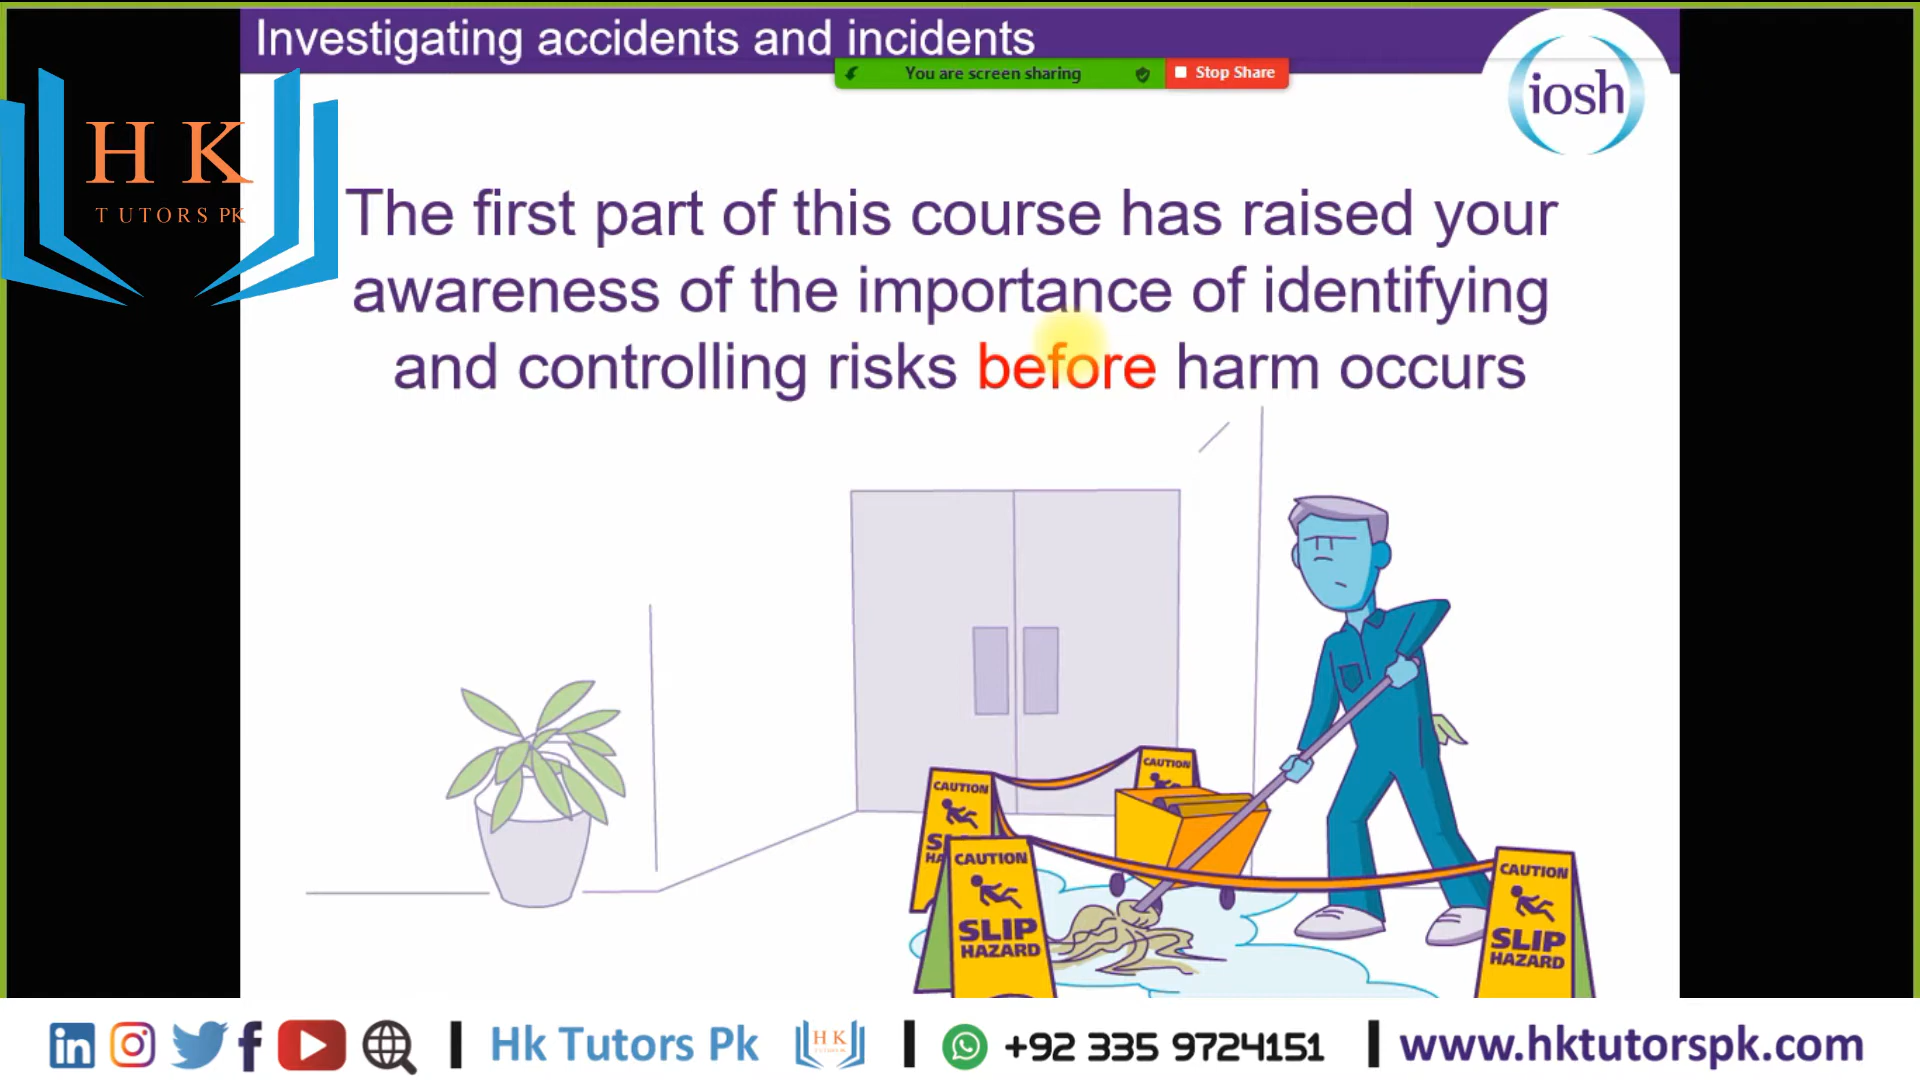 Investigating accidents and incidents
You are screen sharing
Stop Share
iosh
H K
TUTORS PK
The first part of this course has raised your
awareness of the importance of identifying
and controlling risks before harm occurs
CAUTION
CAUTION
CAUTION
SLIP
HAZARD
CAUTION
SLIP
HAZARD
in
Hk Tutors Pk
H K
+92 335 9724151
www.hktutorspk.com